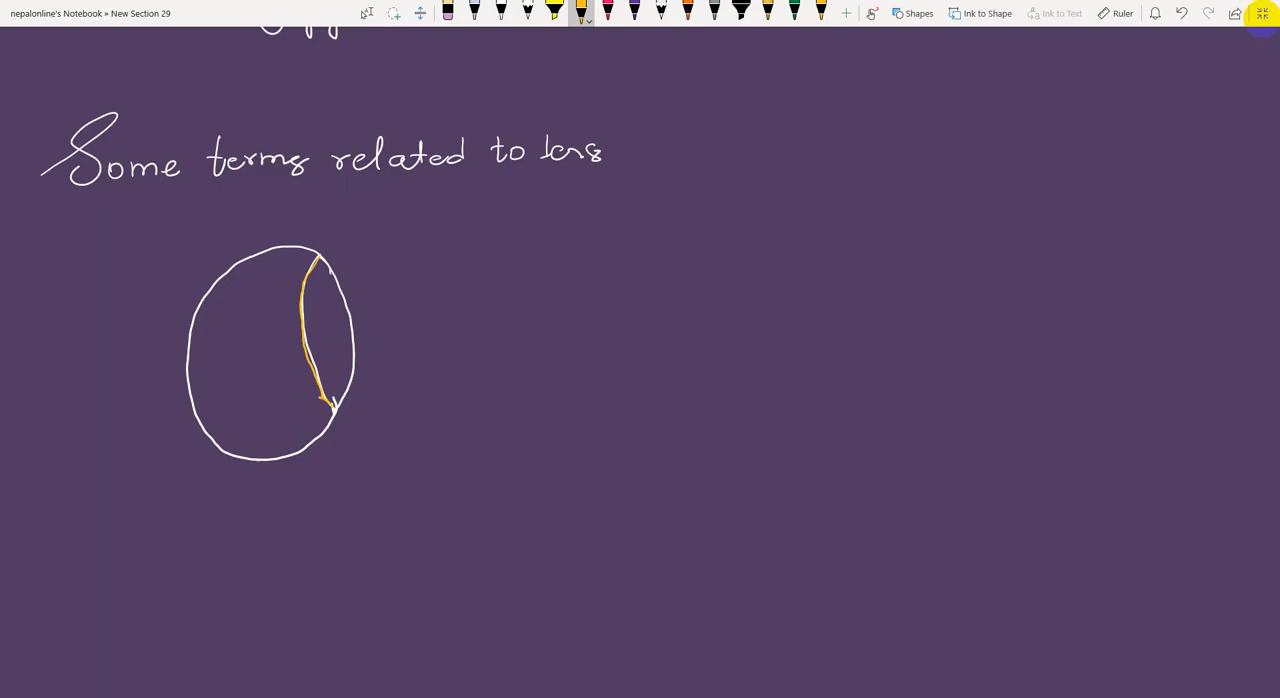 nepalonline's Notebook » New Section 29
Shapes
Ink to Shape
Ink to Text
Ruler
Some terms related to lens